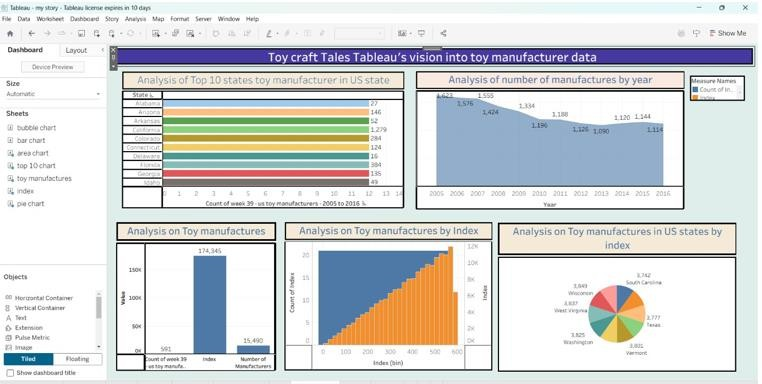 Tableau - my story - Tableau license expires in 10 days
File Data Worksheet Dashboard Story Analysis Map Format Server Window Help
Show Me
Dashboard Layout
Device Preview
Size
Automatic
Sheets
bubble chart
bar chart
area chart
top 10 chart
toy manufactures
index
pie chart
Objects
Horizontal Container
Vertical Container
Text
Extension
Pulse Metric
Image
Tiled Floating
Show dashboard title
Toy craft Tales Tableau's vision into toy manufacturer data
Analysis of Top 10 states toy manufacturer in US state
State
Alabama 27
Arizona 146
Arkansas 52
California 1,279
Colorado 284
Connecticut 124
Delaware 16
Florida 384
Georgia 135
Idaho 49
0 1 2 3 4 5 6 7 8 9 10 11 12 13 14
Count of week 39 - us toy manufacturers - 2005 to 2016
Analysis of number of manufactures by year
1,623 1,576 1,555 1,424 1,334 1,196 1,188 1,126 1,090 1,120 1,144 1,114
2005 2006 2007 2008 2009 2010 2011 2012 2013 2014 2015 2016
Year
Measure Names
Count of In..
Index
Analysis on Toy manufactures
174,345
150K
100K
50K
0K
Value
591
15,490
Count of week 39 Index Number of
- us toy manufa.. Manufacturers
Analysis on Toy manufactures by Index
Count of Index
20
15
10
5
0
12K
10K
8K
6K
4K
2K
0K
Index
0 100 200 300 400 500 600
Index (bin)
Analysis on Toy manufactures in US states by
index
3,742
South Carolina
3,777
Texas
3,801
Vermont
3,825
Washington
3,837
West Virginia
3,849
Wisconsin